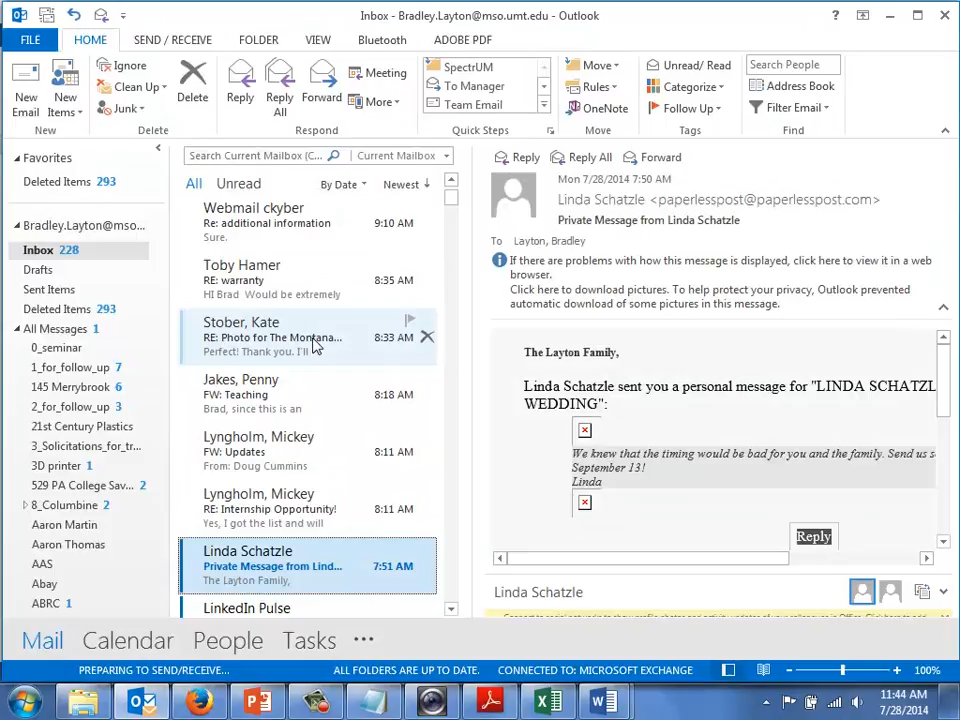 Inbox - Bradley.Layton@mso.umt.edu - Outlook
FILE HOME SEND / RECEIVE FOLDER VIEW Bluetooth ADOBE PDF
New Email
New Items
Ignore
Clean Up
Junk
Delete
Reply
Reply All
Forward
Meeting
More
SpectrUM
To Manager
Team Email
Move
Rules
OneNote
Unread/ Read
Categorize
Follow Up
Search People
Address Book
Filter Email
New Delete Respond Quick Steps Move Tags Find
Favorites
Deleted Items 293
Bradley.Layton@mso...
Inbox 228
Drafts
Sent Items
Deleted Items 293
All Messages 1
0_seminar
1_for_follow_up 7
145 Merrybrook 6
2_for_follow_up 3
21st Century Plastics
3_Solicitations_for_tr...
3D printer 1
529 PA College Sav... 2
8_Columbine 2
Aaron Martin
Aaron Thomas
AAS
Abay
ABRC 1
Search Current Mailbox (C... Current Mailbox
All Unread By Date Newest
Webmail ckyber
Re: additional information 9:10 AM
Sure.
Toby Hamer
RE: warranty 8:35 AM
HI Brad Would be extremely
Stober, Kate
RE: Photo for The Montana... 8:33 AM
Perfect! Thank you. I'll
Jakes, Penny
FW: Teaching 8:18 AM
Brad, since this is an
Lyngholm, Mickey
FW: Updates 8:11 AM
From: Doug Cummins
Lyngholm, Mickey
RE: Internship Opportunity! 8:11 AM
Yes, I got the list and will
Linda Schatzle
Private Message from Lind... 7:51 AM
The Layton Family,
LinkedIn Pulse
Reply Reply All Forward
Mon 7/28/2014 7:50 AM
Linda Schatzle <paperlesspost@paperlesspost.com>
Private Message from Linda Schatzle
To Layton, Bradley
If there are problems with how this message is displayed, click here to view it in a web
browser.
Click here to download pictures. To help protect your privacy, Outlook prevented
automatic download of some pictures in this message.
The Layton Family,
Linda Schatzle sent you a personal message for "LINDA SCHATZL
WEDDING":
We knew that the timing would be bad for you and the family. Send us s
September 13!
Linda
Reply
Linda Schatzle
Mail Calendar People Tasks •••
PREPARING TO SEND/RECEIVE... ALL FOLDERS ARE UP TO DATE. CONNECTED TO: MICROSOFT EXCHANGE 100%
11:44 AM
7/28/2014